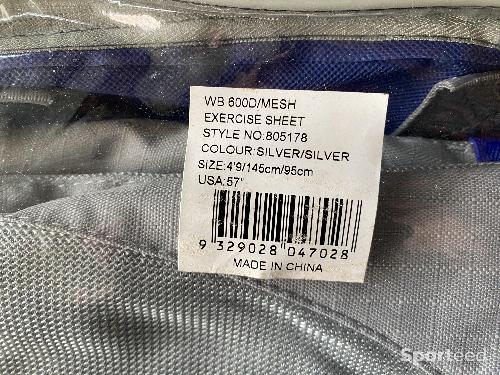 WB 600D/MESH
EXERCISE SHEET
STYLE NO:805178
COLOUR:SILVER/SILVER
SIZE:4'9/145cm/95cm
USA:57"
9 329028 047028
MADE IN CHINA
Sporteed